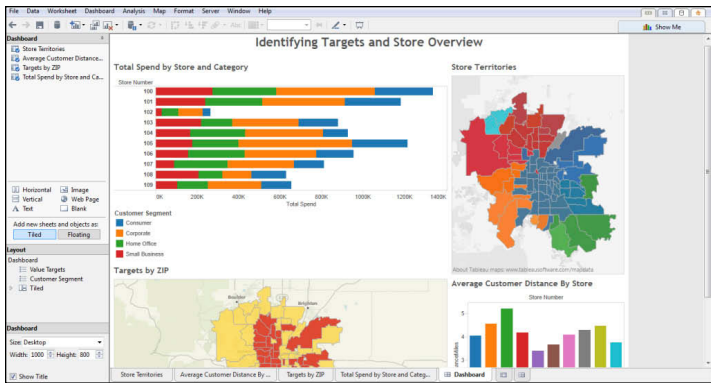 File Data Worksheet Dashboard Analysis Map Format Server Window Help
Show Me
Dashboard
Store Territories
Average Customer Distance...
Targets by ZIP
Total Spend by Store and Ca...
Horizontal Image
Vertical Web Page
A Text Blank
Add new sheets and objects as:
Tiled Floating
Layout
Dashboard
Value Targets
Customer Segment
Tiled
Dashboard
Size: Desktop
Width: 1000 Height: 800
Show Title
Identifying Targets and Store Overview
Total Spend by Store and Category
Store Number
100
101
102
103
104
105
106
107
108
109
0K 200K 400K 600K 800K 1000K 1200K 1400K
Total Spend
Customer Segment
Consumer
Corporate
Home Office
Small Business
Targets by ZIP
Boulder Brighton
Store Territories
About Tableau maps: www.tableausoftware.com/mapdata
Average Customer Distance By Store
Store Number
5
4
3
Store Territories Average Customer Distance By ... Targets by ZIP Total Spend by Store and Categ... Dashboard